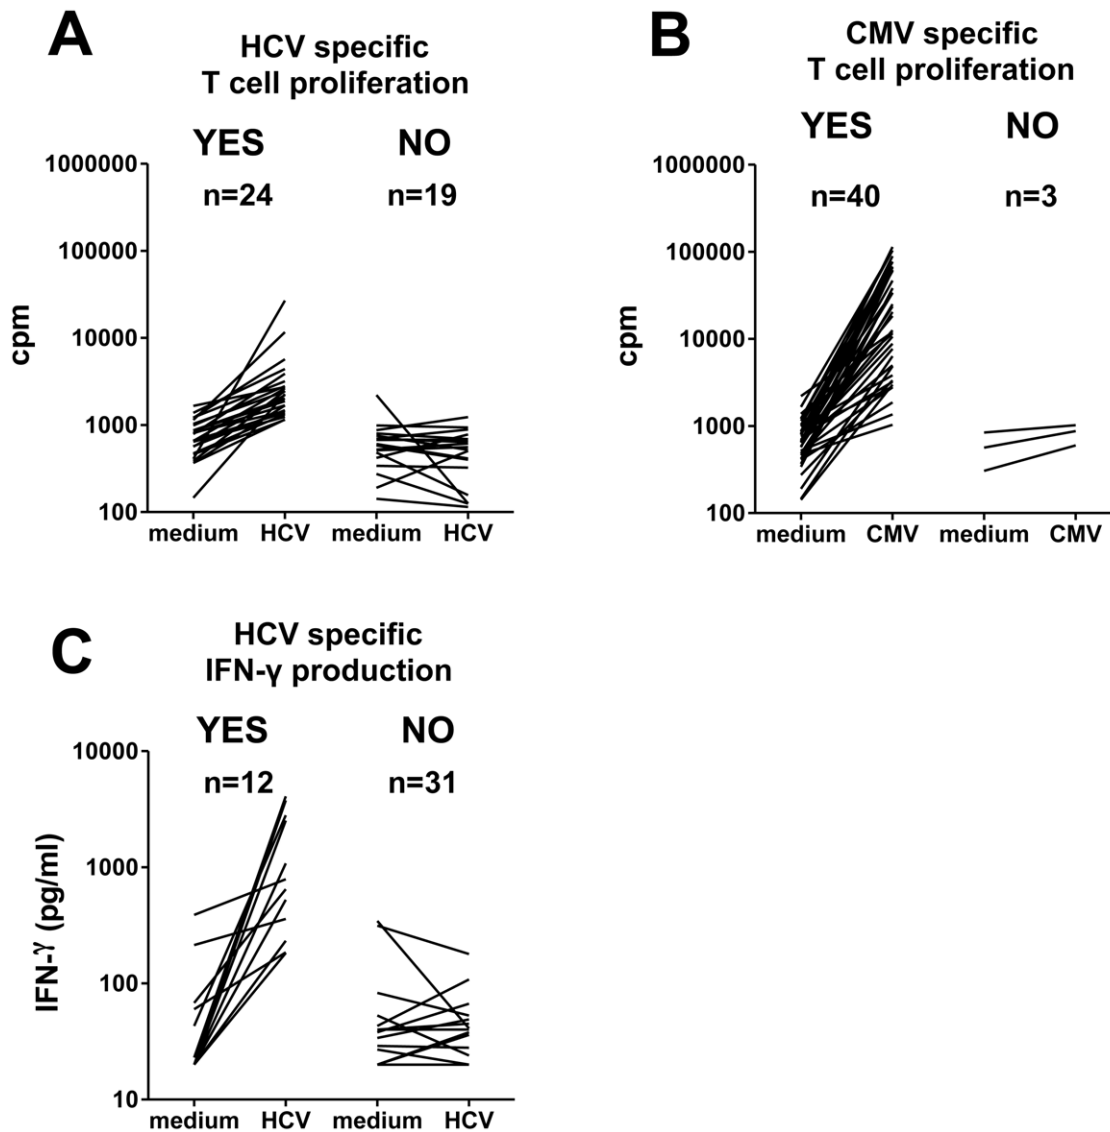 A
HCV specific
T cell proliferation
YES NO
n=24 n=19
1000000
100000
10000
1000
100
cpm
medium HCV medium HCV
B
CMV specific
T cell proliferation
YES NO
n=40 n=3
1000000
100000
10000
1000
100
cpm
medium CMV medium CMV
C
HCV specific
IFN-γ production
YES NO
n=12 n=31
10000
1000
100
10
IFN-γ (pg/ml)
medium HCV medium HCV